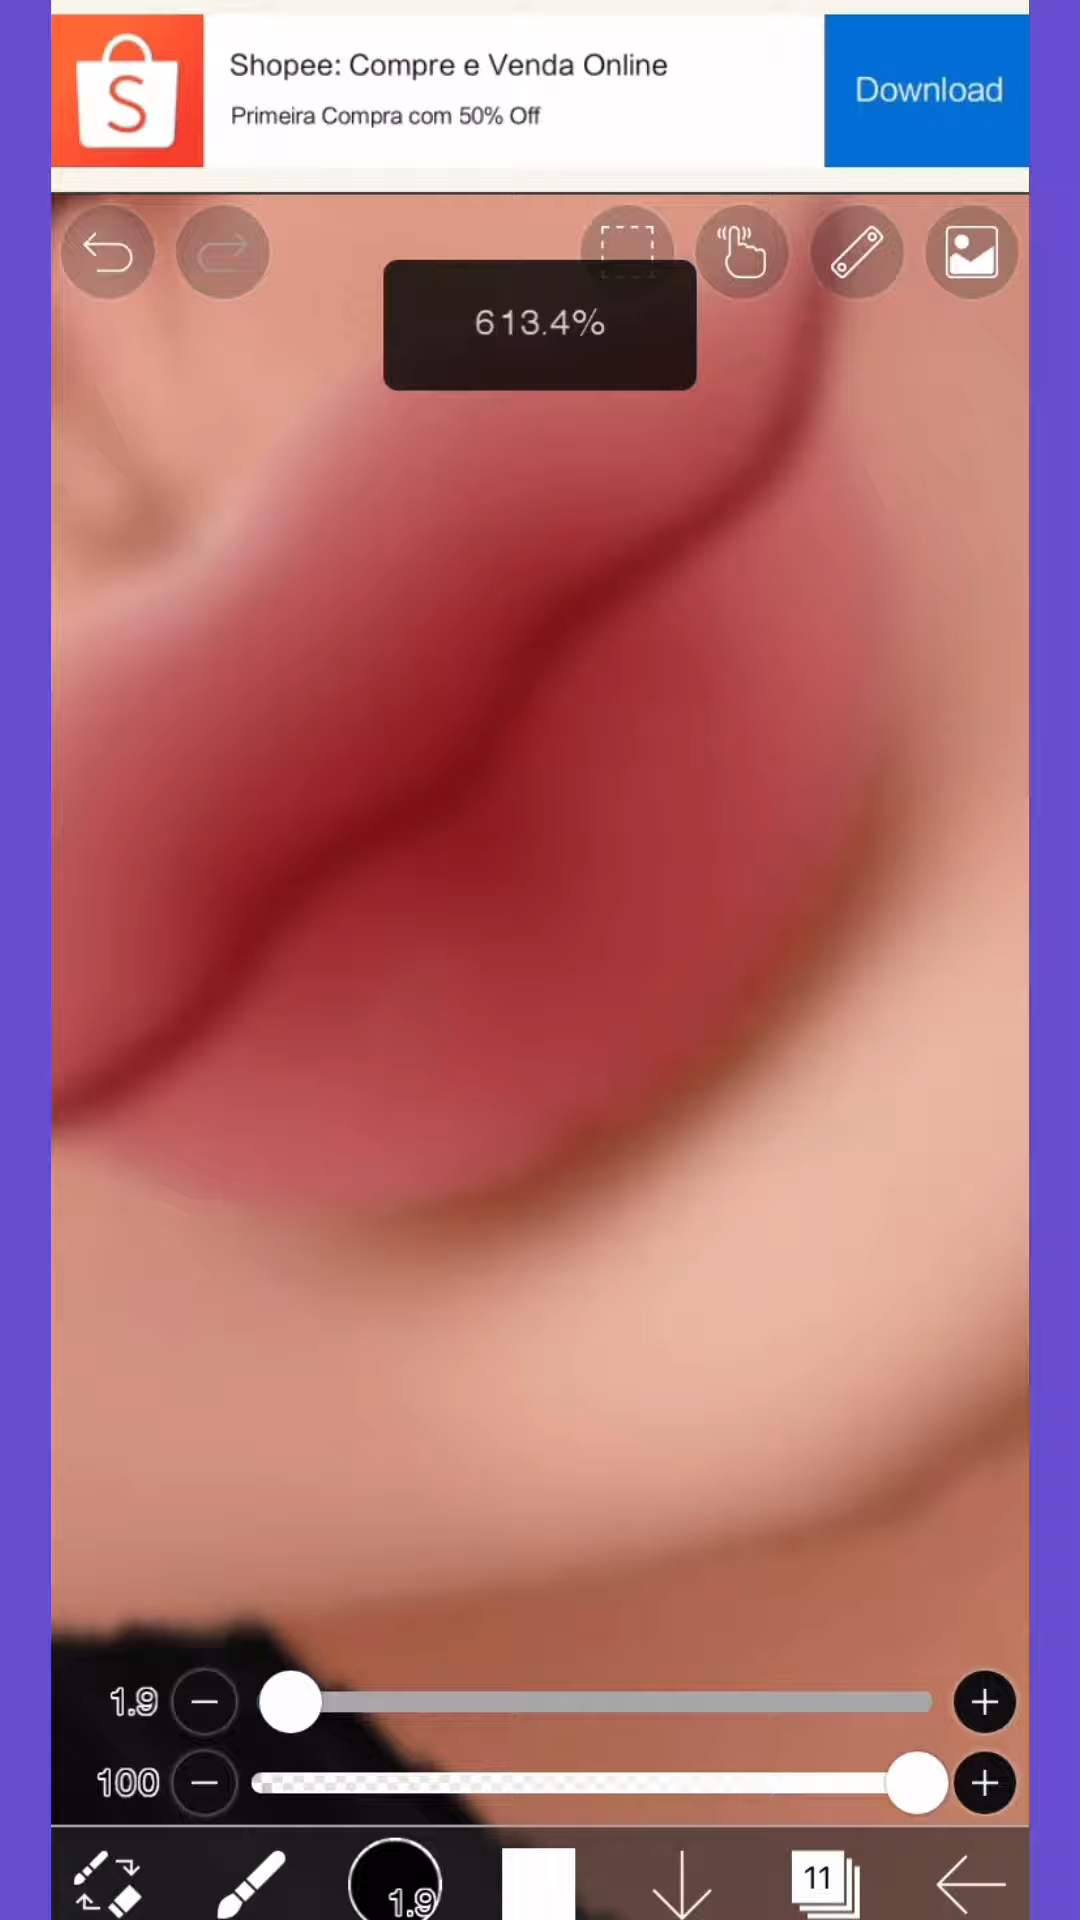 S
Shopee: Compre e Venda Online
Primeira Compra com 50% Off
Download
613.4%
1.9
100
1.9
11